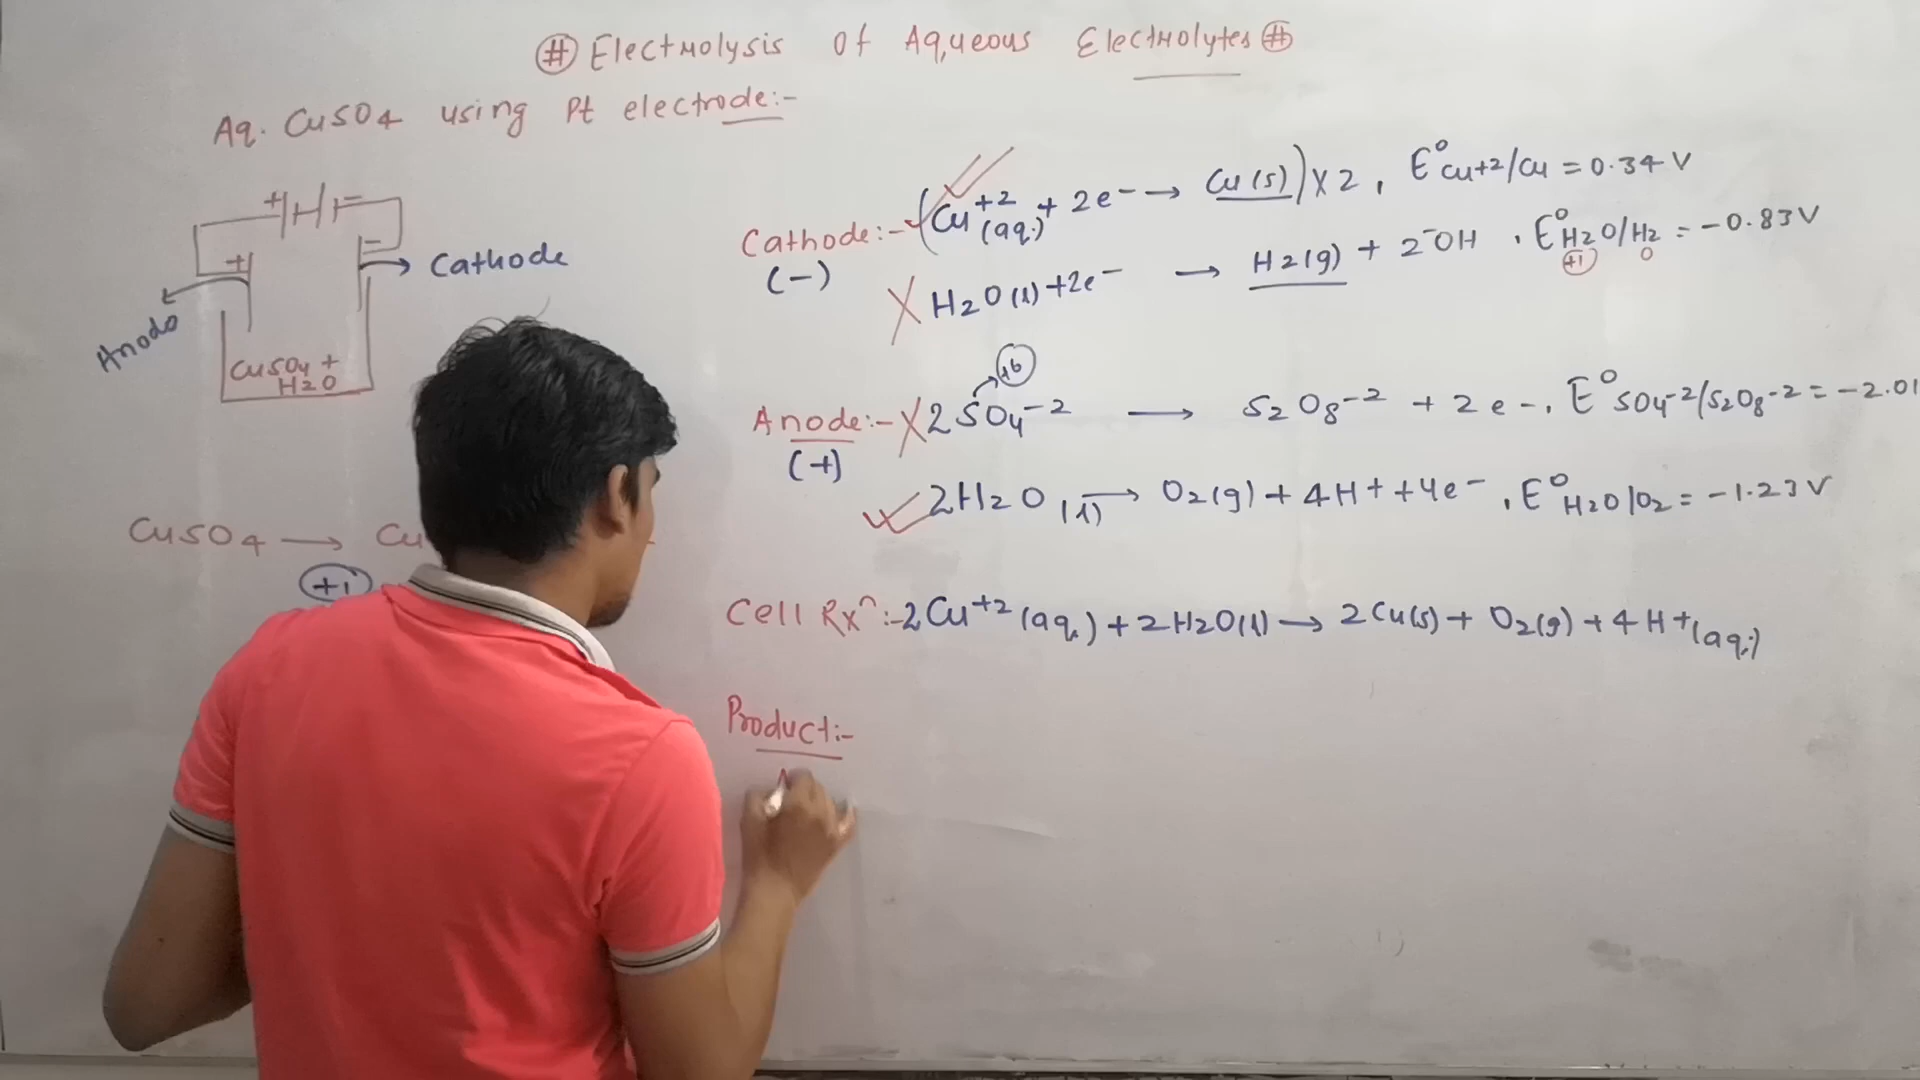 # Electrolysis of Aqueous Electrolytes #
Aq. CuSO4 using Pt electrode:-
+ -
+ -
Cathode
Anode
CuSO4 +
H2O
CuSO4 → Cu
+1
Cathode:- (Cu+2 (aq.) + 2e- → Cu(s)) X 2 , E° Cu+2/Cu = 0.34 V
(-)
X H2O(l) + 2e- → H2(g) + 2-OH , E° H2O/H2 = -0.83 V
+1 0
+6
Anode:- X 2SO4-2 → S2O8-2 + 2e- , E° SO4-2/S2O8-2 = -2.01
(+)
2H2O(l) → O2(g) + 4H+ + 4e- , E° H2O/O2 = -1.23 V
Cell Rxn:- 2Cu+2(aq.) + 2H2O(l) → 2Cu(s) + O2(g) + 4H+(aq.)
Product:-